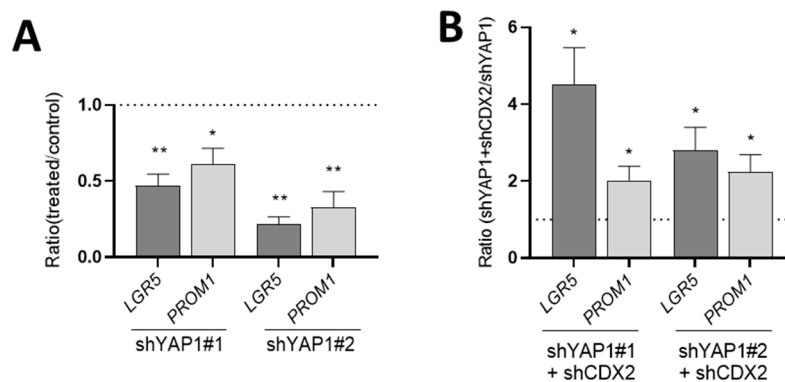 A
Ratio(treated/control)
1.0
0.5
0.0
**
*
**
**
LGR5
PROM1
LGR5
PROM1
shYAP1#1
shYAP1#2
B
Ratio (shYAP1+shCDX2/shYAP1)
6
4
2
0
*
*
*
*
LGR5
PROM1
LGR5
PROM1
shYAP1#1
+ shCDX2
shYAP1#2
+ shCDX2